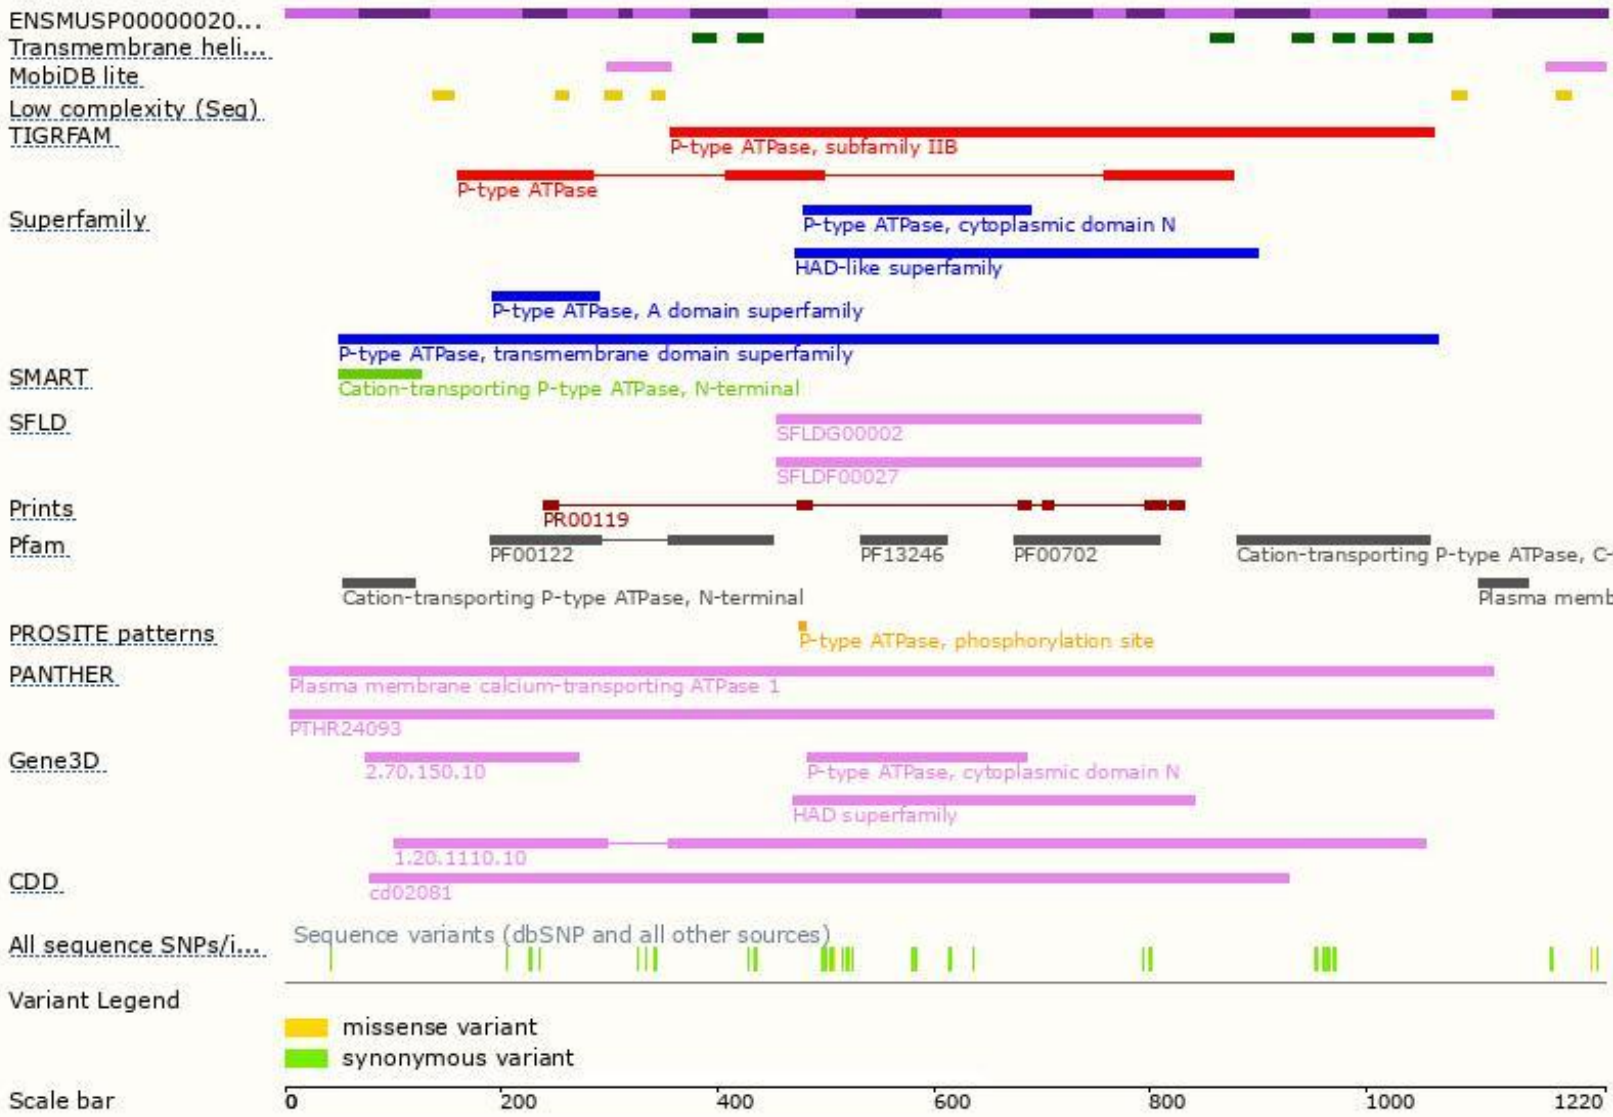 ENSMUSP00000020...
Transmembrane heli...
MobiDB lite
Low complexity (Seg)
TIGRFAM
P-type ATPase, subfamily IIB
P-type ATPase
Superfamily
P-type ATPase, cytoplasmic domain N
HAD-like superfamily
P-type ATPase, A domain superfamily
P-type ATPase, transmembrane domain superfamily
SMART
Cation-transporting P-type ATPase, N-terminal
SFLD
SFLDG00002
SFLDF00027
Prints
PR00119
Pfam
PF00122 PF13246 PF00702 Cation-transporting P-type ATPase, C-
Cation-transporting P-type ATPase, N-terminal Plasma memb
PROSITE patterns
P-type ATPase, phosphorylation site
PANTHER
Plasma membrane calcium-transporting ATPase 1
PTHR24093
Gene3D
2.70.150.10 P-type ATPase, cytoplasmic domain N
HAD superfamily
1.20.1110.10
CDD
cd02081
All sequence SNPs/i... Sequence variants (dbSNP and all other sources)
Variant Legend
missense variant
synonymous variant
Scale bar 0 200 400 600 800 1000 1220